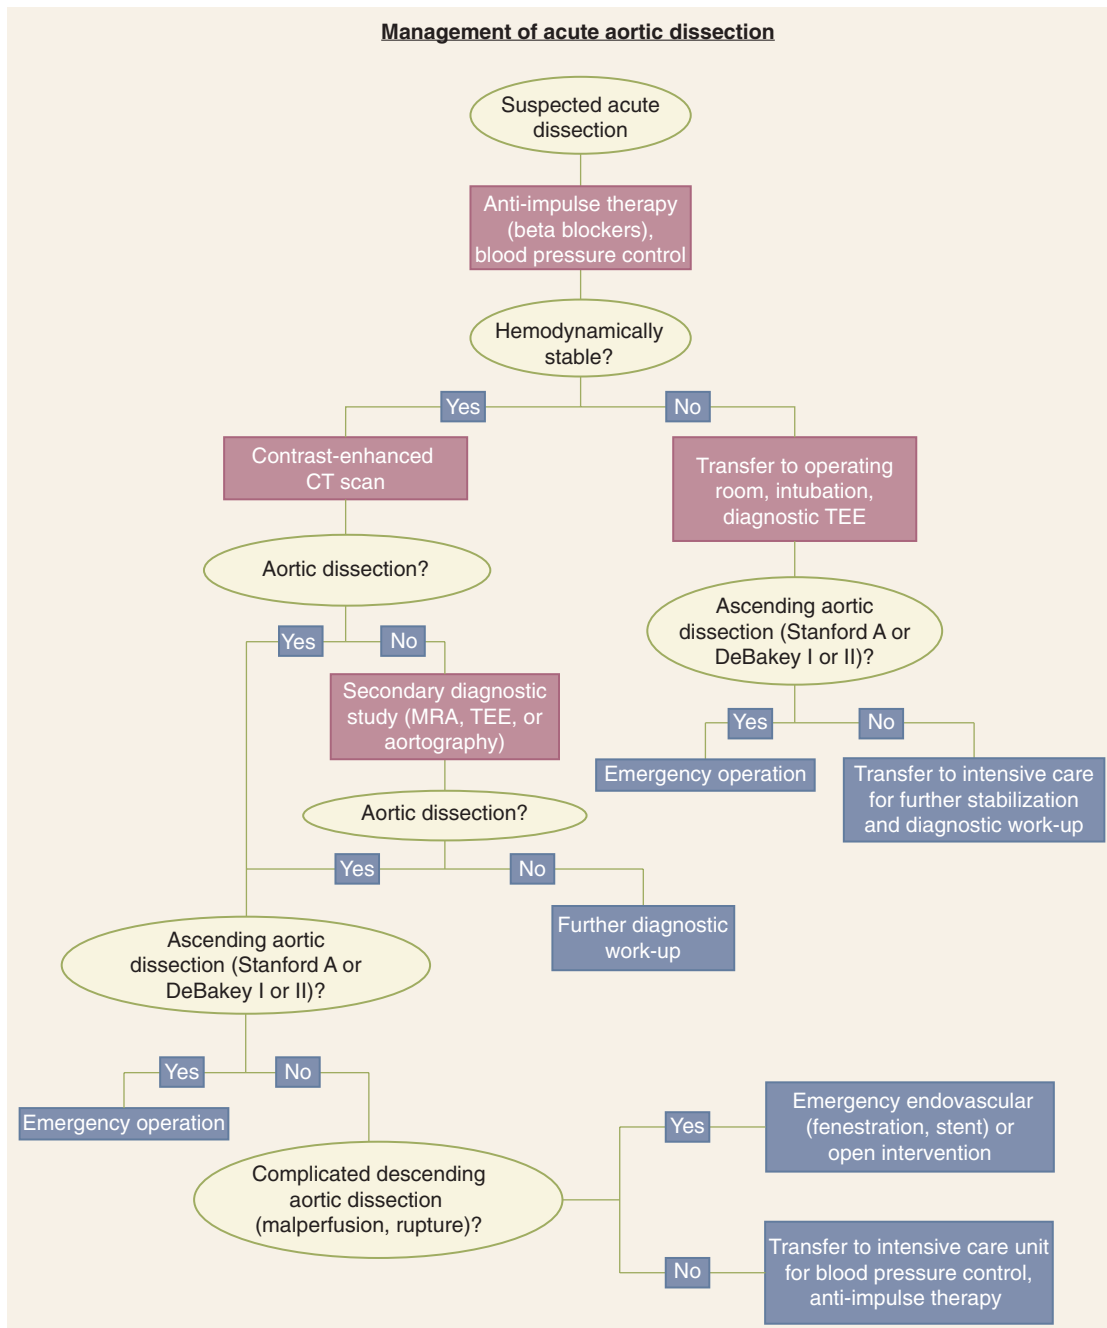 Management of acute aortic dissection
Suspected acute
dissection
Anti-impulse therapy
(beta blockers),
blood pressure control
Hemodynamically
stable?
Yes
No
Contrast-enhanced
CT scan
Transfer to operating
room, intubation,
diagnostic TEE
Aortic dissection?
Ascending aortic
dissection (Stanford A or
DeBakey I or II)?
Yes
No
Secondary diagnostic
study (MRA, TEE, or
aortography)
Yes
No
Emergency operation
Transfer to intensive care
for further stabilization
and diagnostic work-up
Aortic dissection?
Yes
No
Further diagnostic
work-up
Ascending aortic
dissection (Stanford A or
DeBakey I or II)?
Yes
No
Emergency operation
Complicated descending
aortic dissection
(malperfusion, rupture)?
Yes
Emergency endovascular
(fenestration, stent) or
open intervention
No
Transfer to intensive care unit
for blood pressure control,
anti-impulse therapy